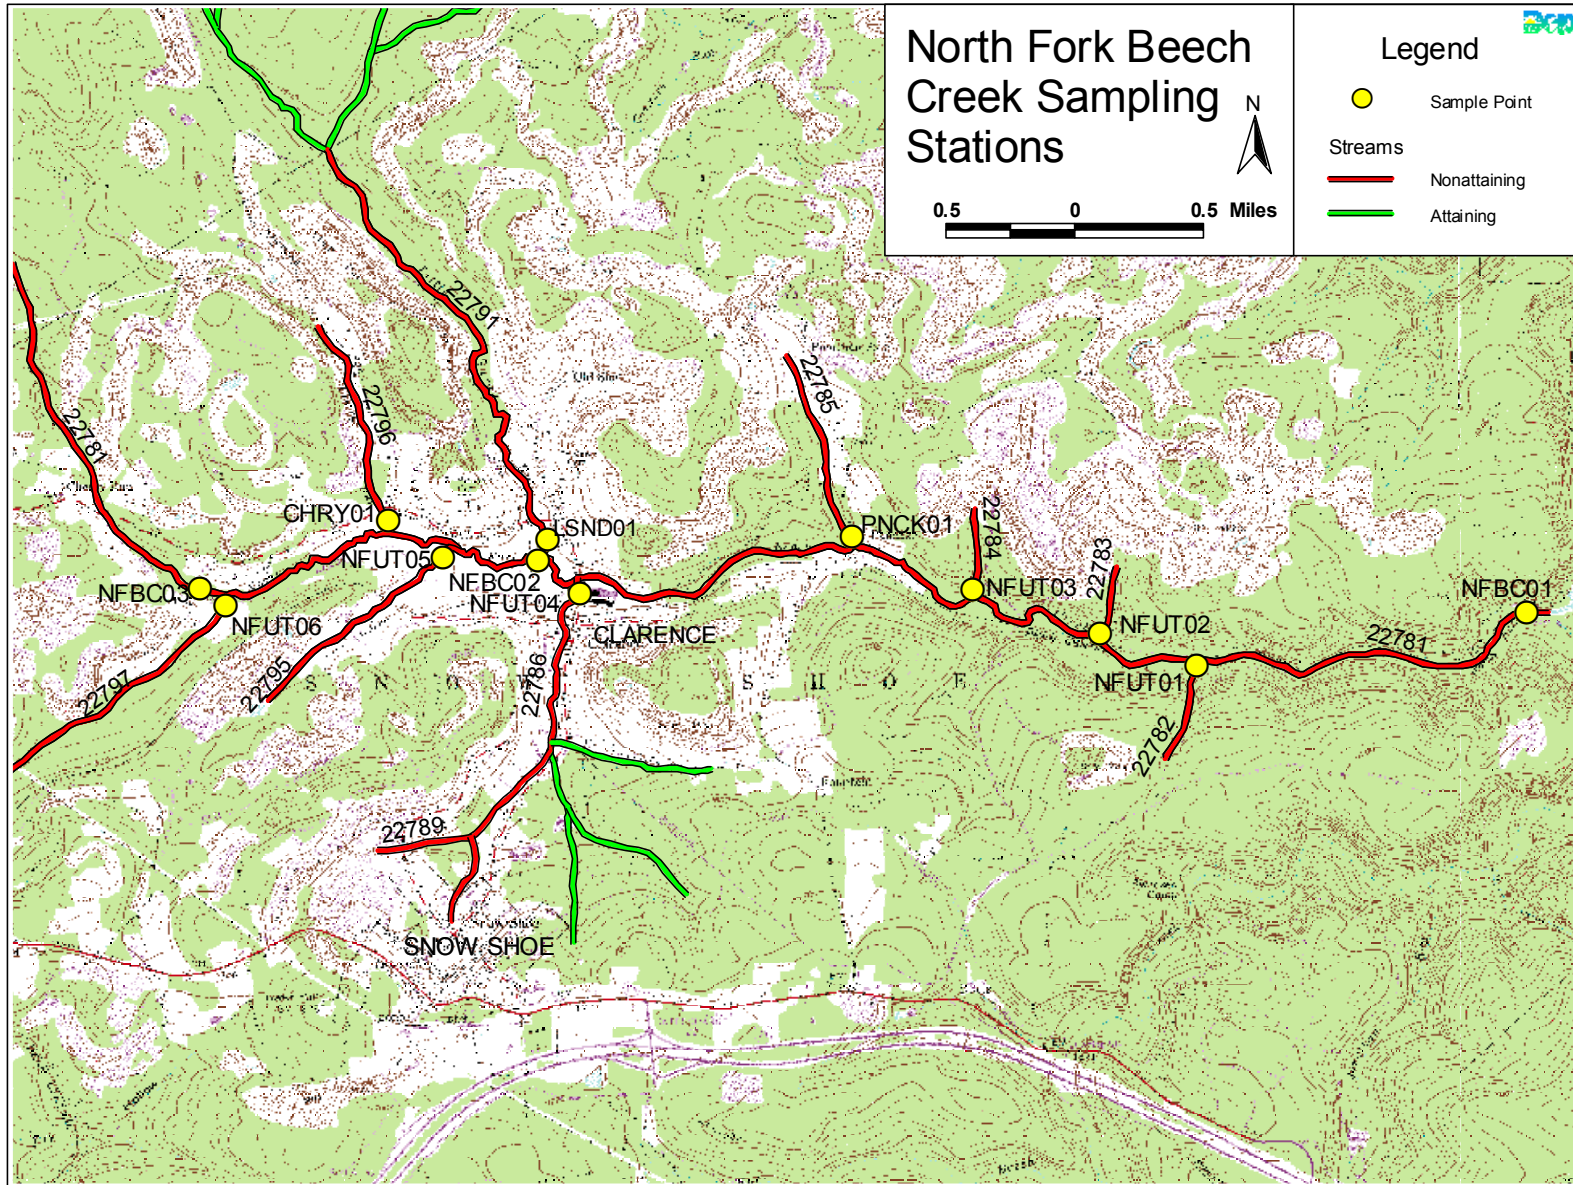 North Fork Beech
Creek Sampling
Stations
N
0.5 0 0.5 Miles
Legend
Sample Point
Streams
Nonattaining
Attaining
22791
22785
22796
22781
CHRY01
LSND01
PNCK01
22784
22783
NFUT05
NFBC02
NFBC03
NFUT04
NFUT03
NFBC01
NFUT06
CLARENCE
NFUT02
22781
22797
22795
22786
S N O W S H O E
NFUT01
22782
22789
SNOW SHOE